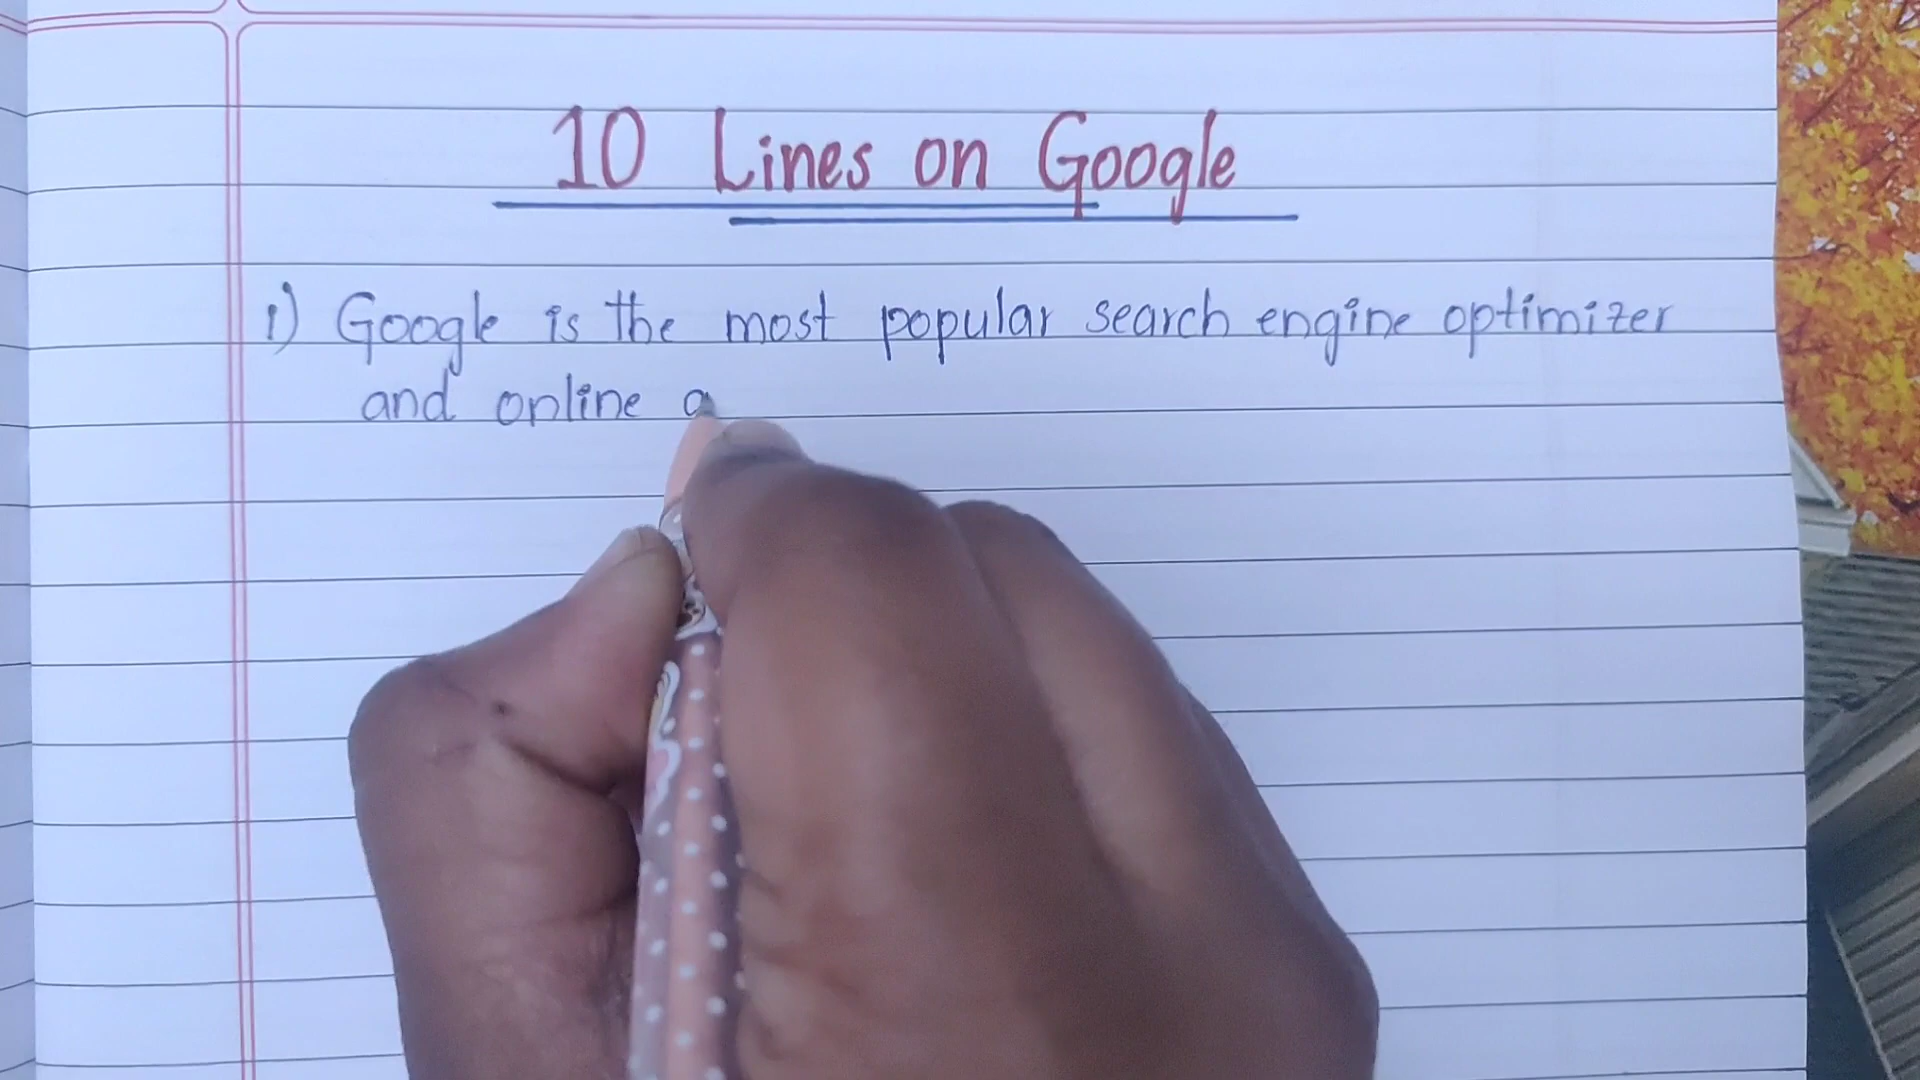 10 Lines on Google
1) Google is the most popular search engine optimizer
and online a